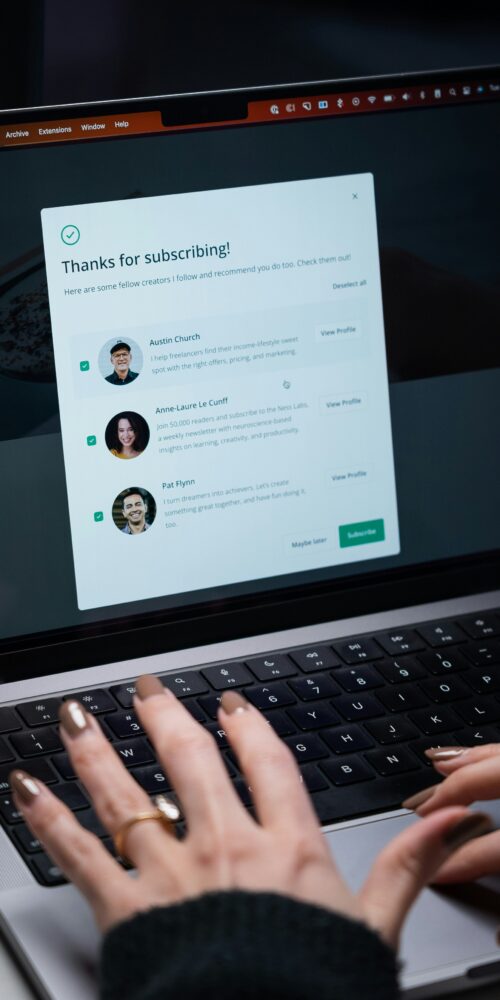 Archive Extensions Window Help
Thanks for subscribing!
Here are some fellow creators I follow and recommend you do too. Check them out!
Deselect all
Austin Church
I help freelancers find their income-lifestyle sweet
spot with the right offers, pricing, and marketing.
View Profile
Anne-Laure Le Cunff
Join 50,000 readers and subscribe to the Ness Labs,
a weekly newsletter with neuroscience-based
insights on learning, creativity, and productivity.
View Profile
Pat Flynn
I turn dreamers into achievers. Let's create
something great together, and have fun doing it,
too.
View Profile
Maybe later
Subscribe